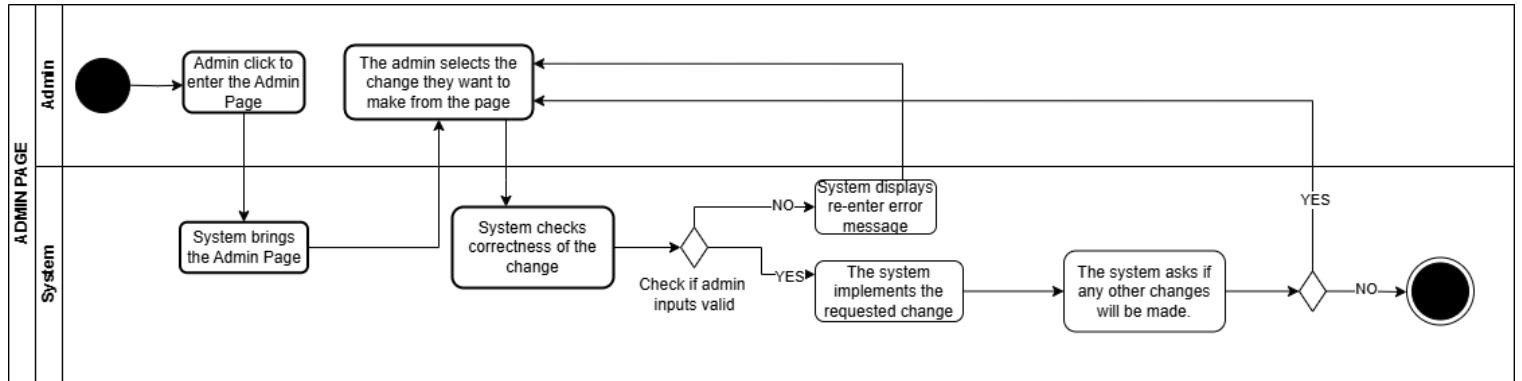 ADMIN PAGE
Admin
Admin click to
enter the Admin
Page
The admin selects the
change they want to
make from the page
System
System brings
the Admin Page
System checks
correctness of the
change
Check if admin
inputs valid
NO
System displays
re-enter error
message
YES
The system
implements the
requested change
The system asks if
any other changes
will be made.
YES
NO